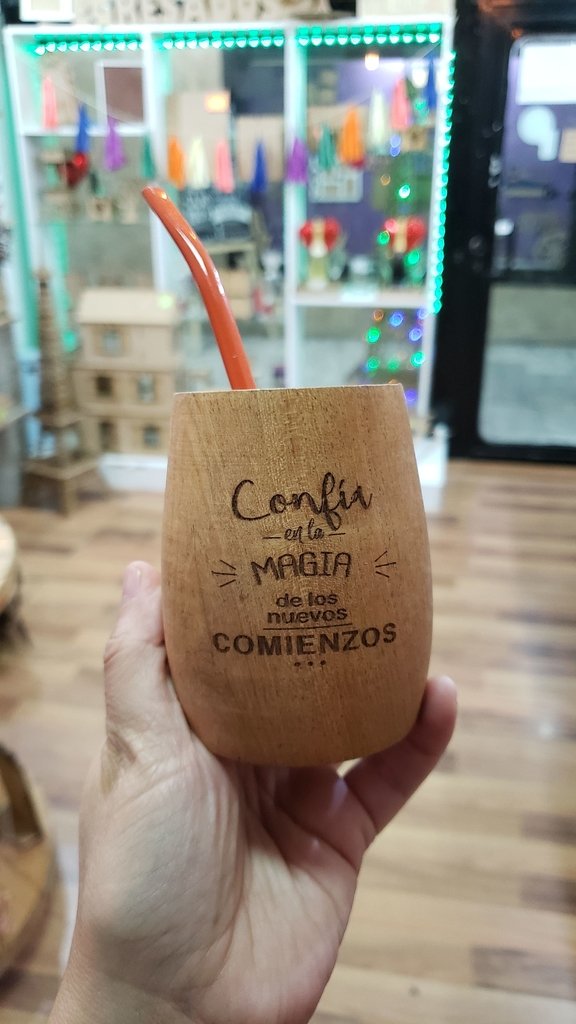 Confía
en la
MAGIA
de los
nuevos
COMIENZOS
...